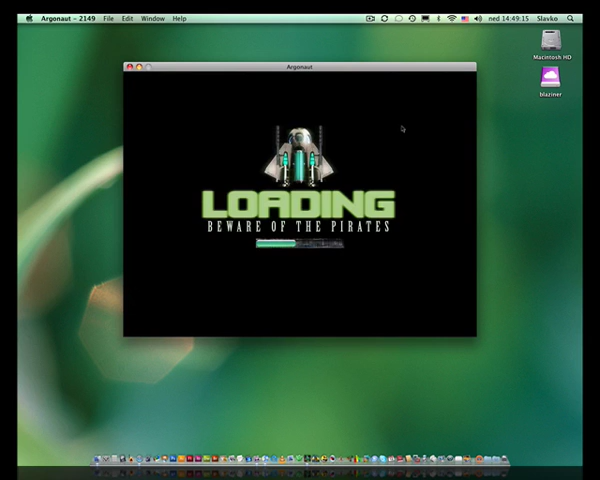 Argonaut - 2149 File Edit Window Help
ned 14:49:15 Slavko
Macintosh HD
blaziner
Argonaut
LOADING
BEWARE OF THE PIRATES